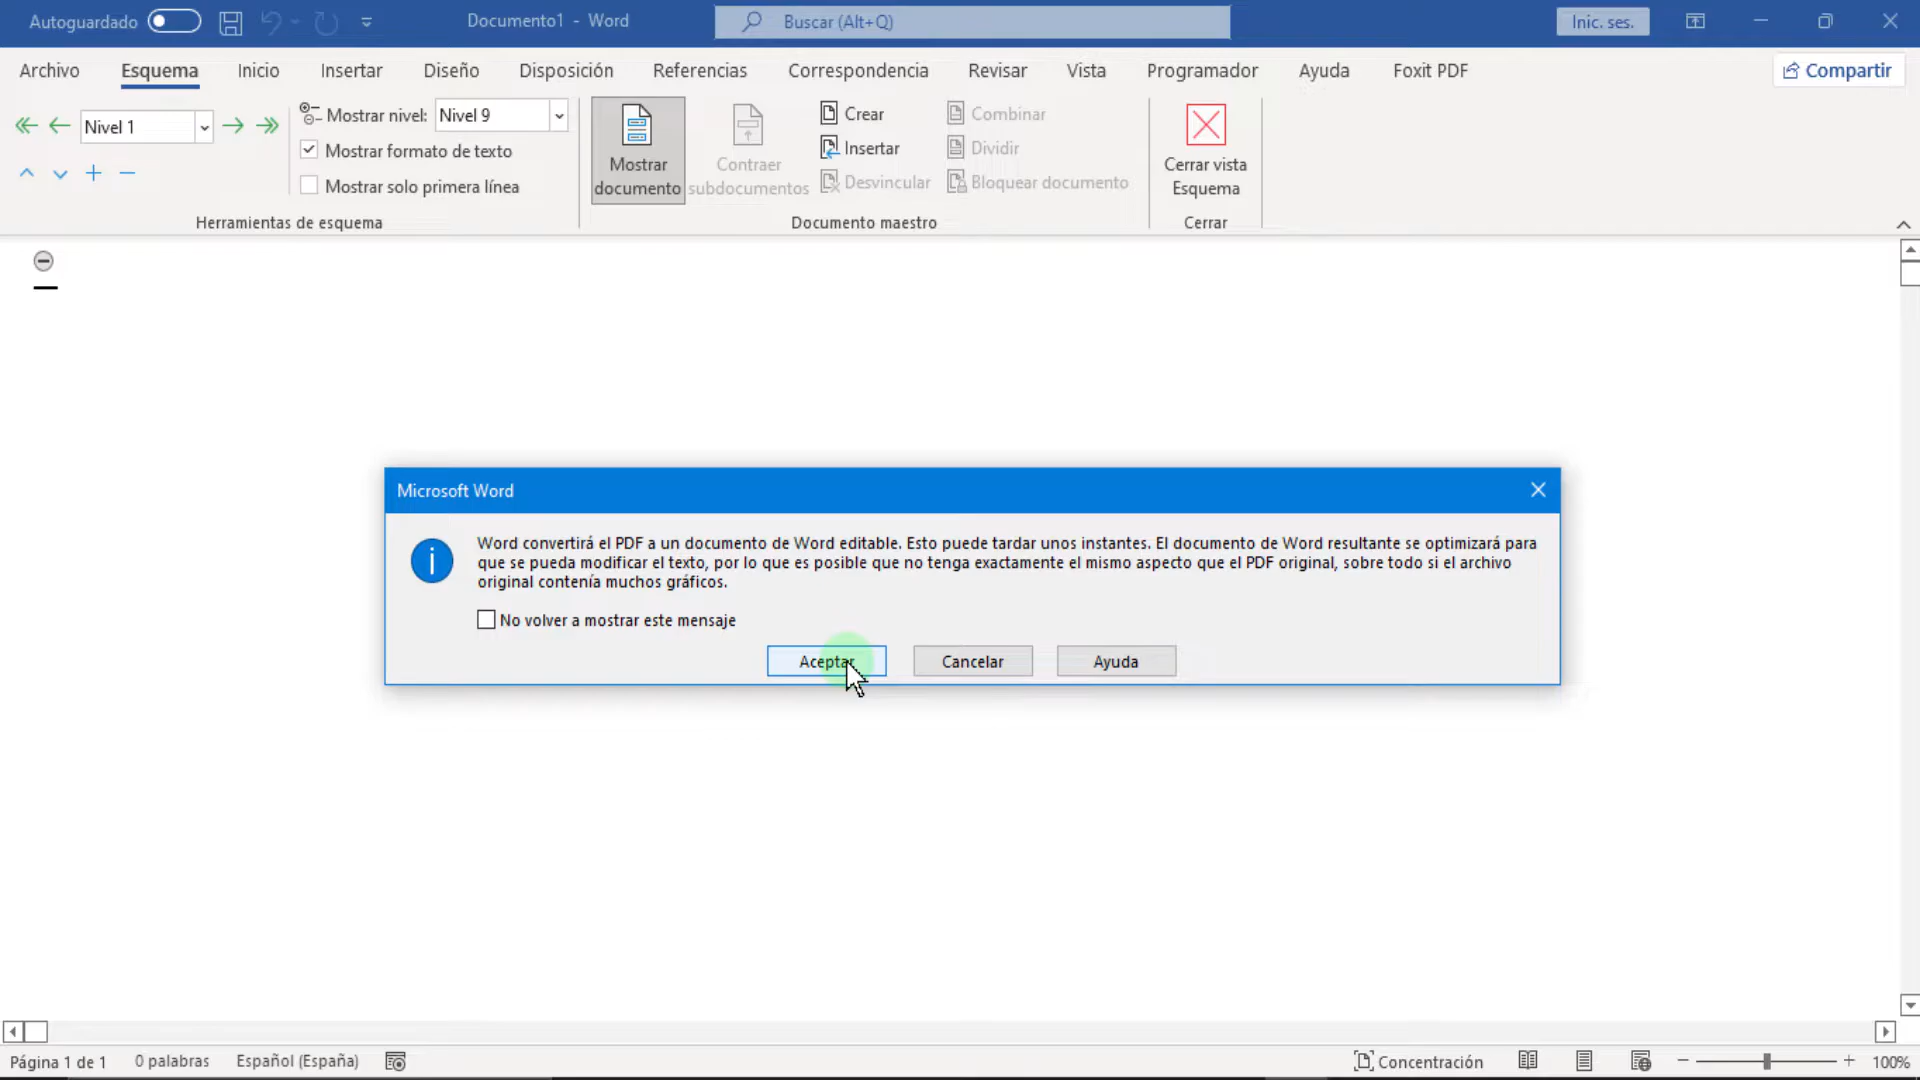 Autoguardado
Documento1 - Word
Buscar (Alt+Q)
Inic. ses.
Archivo Esquema Inicio Insertar Diseño Disposición Referencias Correspondencia Revisar Vista Programador Ayuda Foxit PDF Compartir
Nivel 1
Mostrar nivel: Nivel 9
Mostrar formato de texto
Mostrar solo primera línea
Herramientas de esquema
Mostrar documento
Contraer subdocumentos
Crear
Insertar
Desvincular
Combinar
Dividir
Bloquear documento
Documento maestro
Cerrar vista Esquema
Cerrar
Microsoft Word
Word convertirá el PDF a un documento de Word editable. Esto puede tardar unos instantes. El documento de Word resultante se optimizará para
que se pueda modificar el texto, por lo que es posible que no tenga exactamente el mismo aspecto que el PDF original, sobre todo si el archivo
original contenía muchos gráficos.
No volver a mostrar este mensaje
Aceptar Cancelar Ayuda
Página 1 de 1 0 palabras Español (España) Concentración 100%